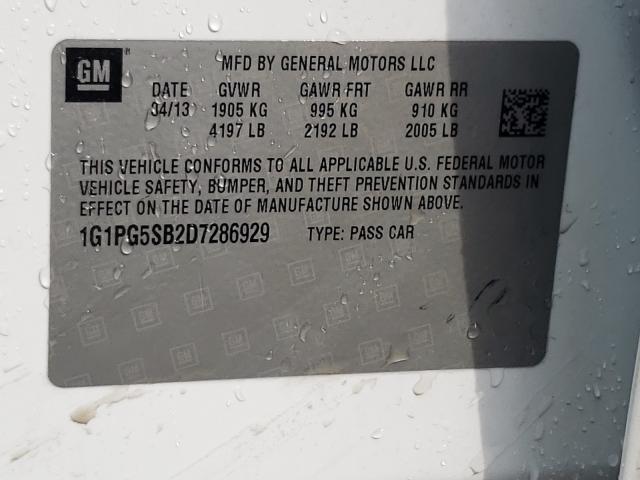 GM
MFD BY GENERAL MOTORS LLC
DATE GVWR GAWR FRT GAWR RR
04/13 1905 KG 995 KG 910 KG
4197 LB 2192 LB 2005 LB
THIS VEHICLE CONFORMS TO ALL APPLICABLE U.S. FEDERAL MOTOR
VEHICLE SAFETY, BUMPER, AND THEFT PREVENTION STANDARDS IN
EFFECT ON THE DATE OF MANUFACTURE SHOWN ABOVE.
1G1PG5SB2D7286929 TYPE: PASS CAR